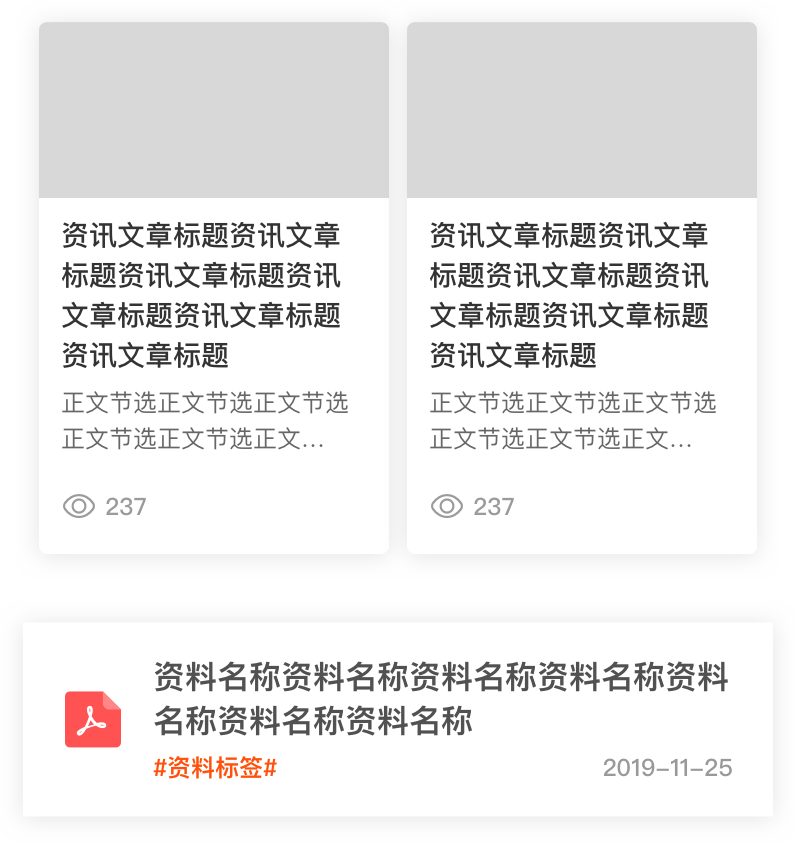 资讯文章标题资讯文章
标题资讯文章标题资讯
文章标题资讯文章标题
资讯文章标题
正文节选正文节选正文节选
正文节选正文节选正文...
237
资讯文章标题资讯文章
标题资讯文章标题资讯
文章标题资讯文章标题
资讯文章标题
正文节选正文节选正文节选
正文节选正文节选正文...
237
资料名称资料名称资料名称资料名称资料
名称资料名称资料名称
#资料标签#
2019-11-25